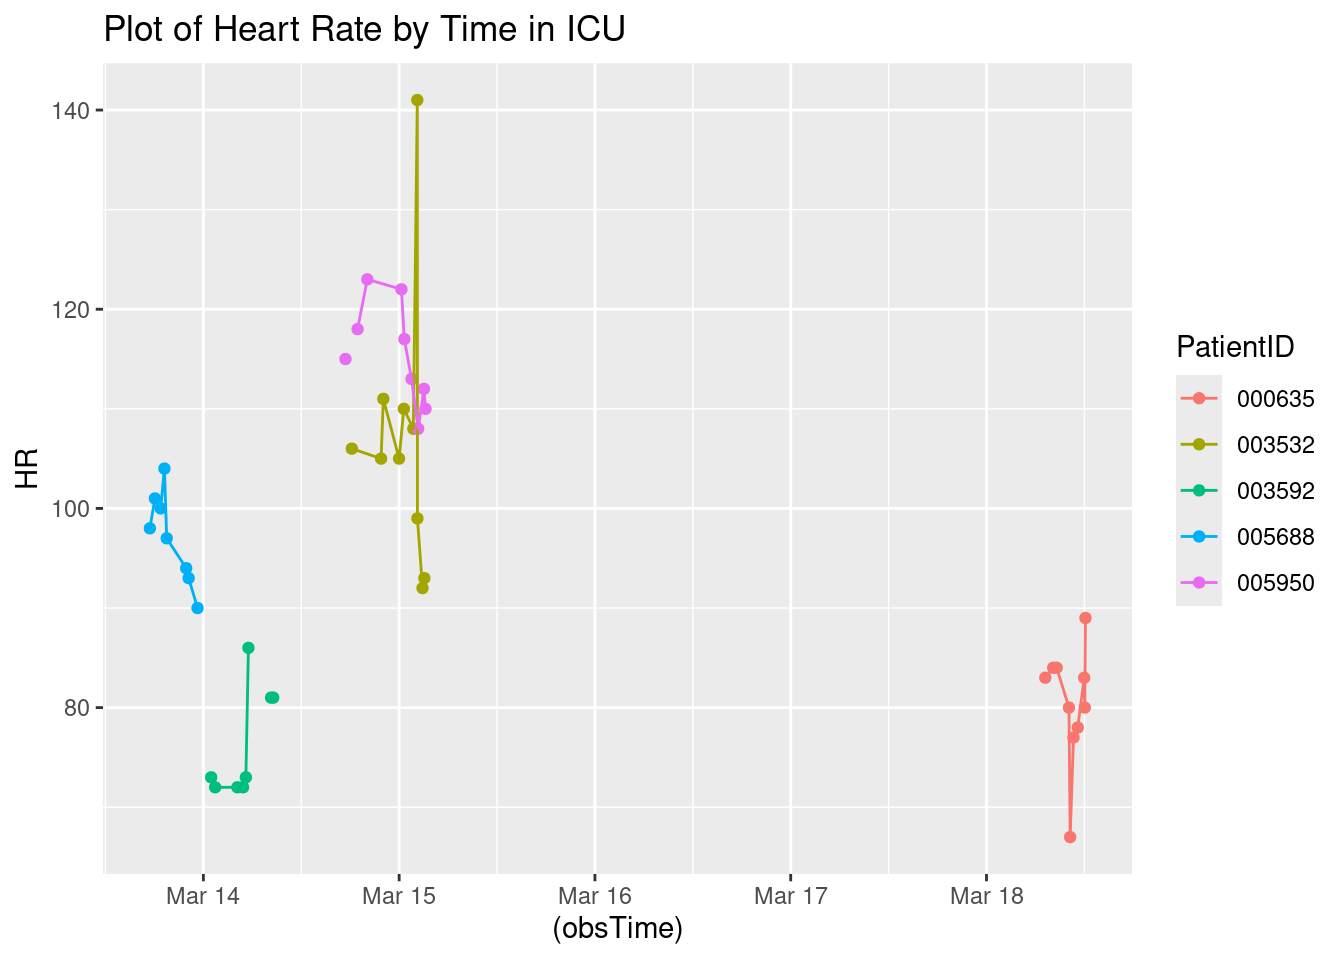 Plot of Heart Rate by Time in ICU
140
120
100
80
HR
Mar 14
Mar 15
Mar 16
Mar 17
Mar 18
(obsTime)
PatientID
000635
003532
003592
005688
005950